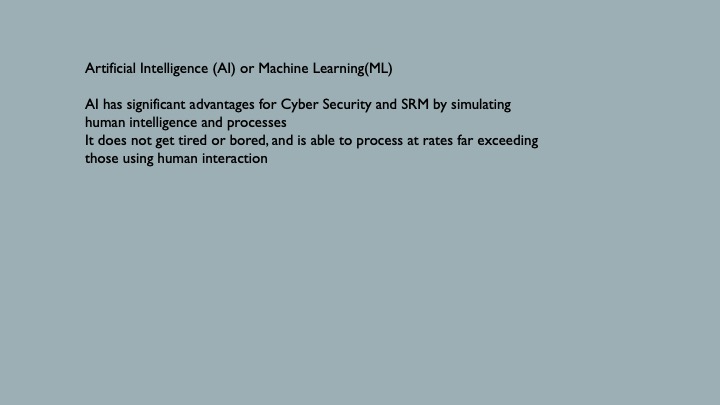 Artificial Intelligence (AI) or Machine Learning(ML)
AI has significant advantages for Cyber Security and SRM by simulating
human intelligence and processes
It does not get tired or bored, and is able to process at rates far exceeding
those using human interaction